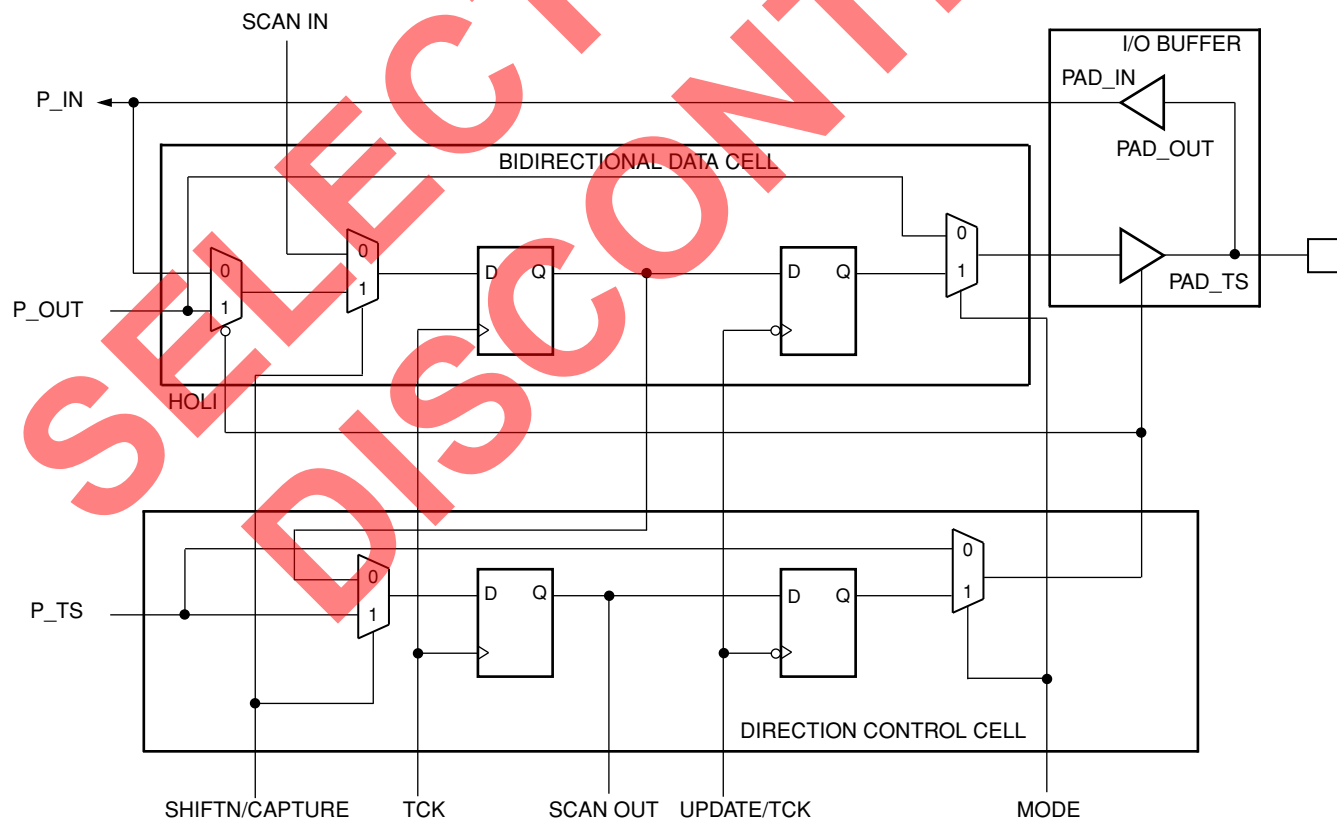 SCAN IN
I/O BUFFER
P_IN
PAD_IN
PAD_OUT
BIDIRECTIONAL DATA CELL
0
1
0
1
D Q
D Q
0
1
P_OUT
PAD_TS
HOLI
0
1
D Q
D Q
0
1
P_TS
DIRECTION CONTROL CELL
SHIFTN/CAPTURE
TCK
SCAN OUT
UPDATE/TCK
MODE
SELECT
DISCONT